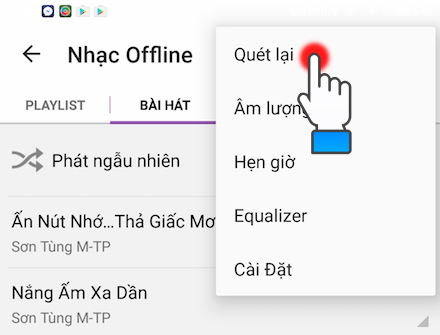 Nhạc Offline
PLAYLIST
BÀI HÁT
Phát ngẫu nhiên
Ấn Nút Nhớ...Thả Giấc Mơ
Sơn Tùng M-TP
Nắng Ấm Xa Dần
Sơn Tùng M-TP
Quét lại
Âm lượng
Hẹn giờ
Equalizer
Cài Đặt